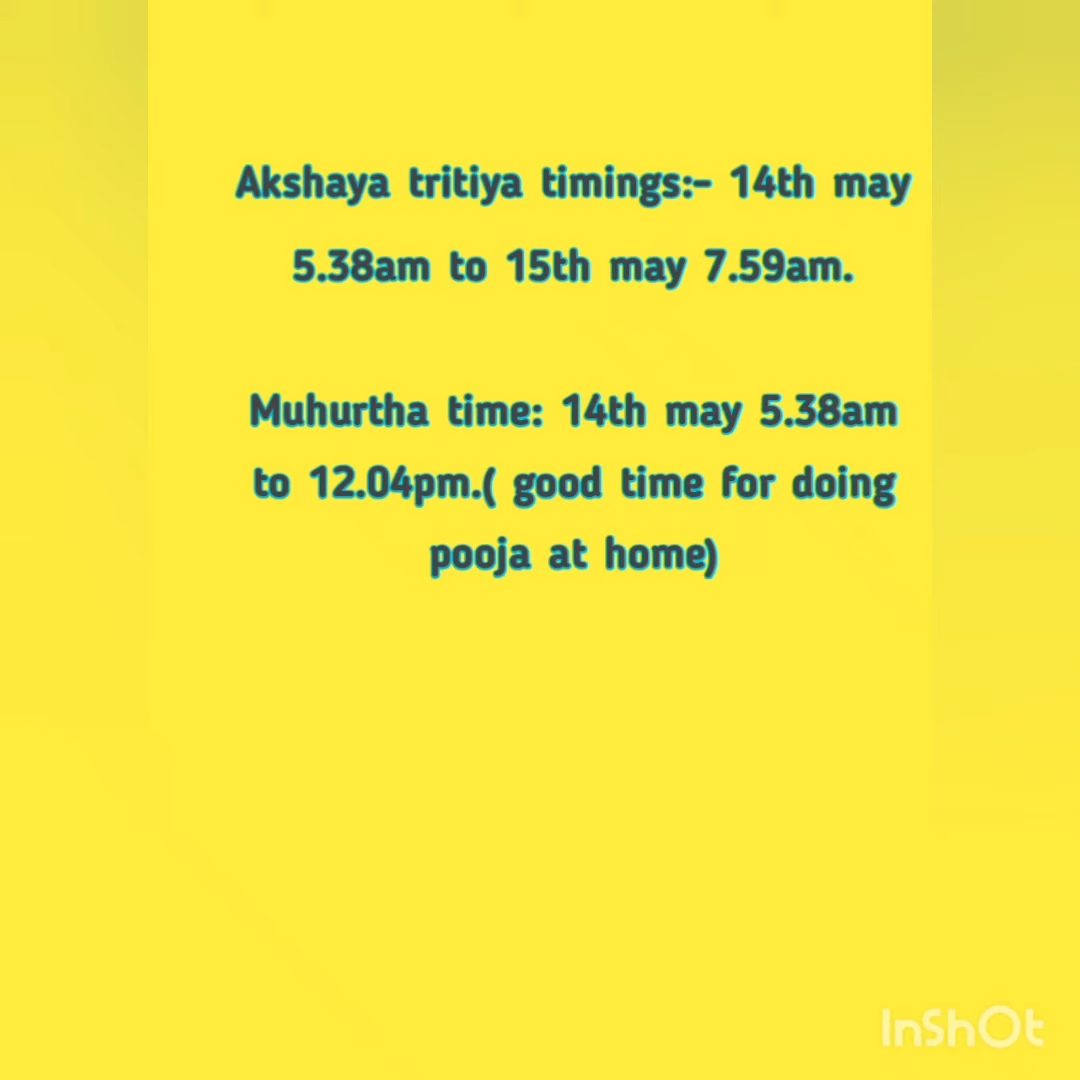 Akshaya tritiya timings:- 14th may
5.38am to 15th may 7.59am.
Muhurtha time: 14th may 5.38am
to 12.04pm.( good time for doing
pooja at home)
InShOt